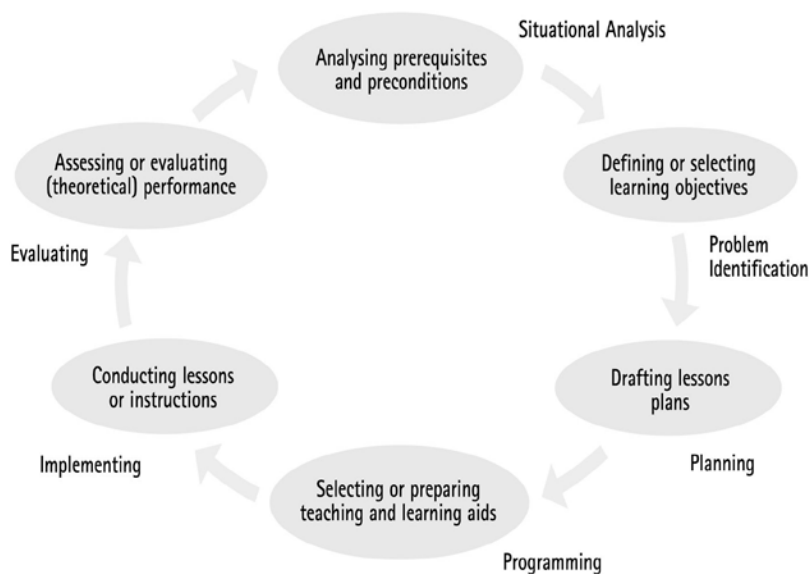 Situational Analysis
Analysing prerequisites
and preconditions
Defining or selecting
learning objectives
Problem
Identification
Drafting lessons
plans
Planning
Selecting or preparing
teaching and learning aids
Programming
Conducting lessons
or instructions
Implementing
Assessing or evaluating
(theoretical) performance
Evaluating